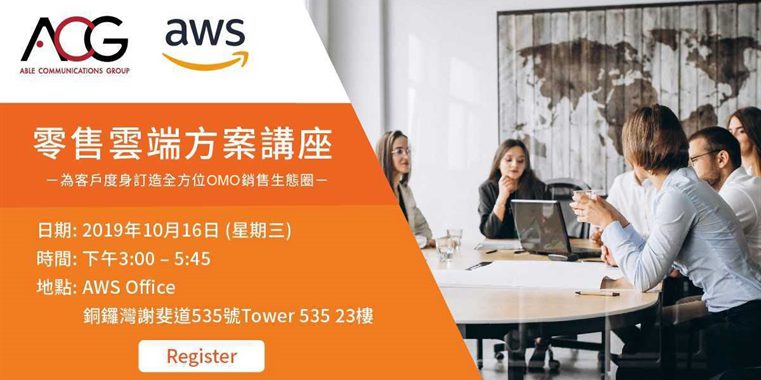 ACG
ABLE COMMUNICATIONS GROUP
aws
零售雲端方案講座
－為客戶度身訂造全方位OMO銷售生態圈－
日期: 2019年10月16日 (星期三)
時間: 下午3:00 – 5:45
地點: AWS Office
銅鑼灣謝斐道535號Tower 535 23樓
Register